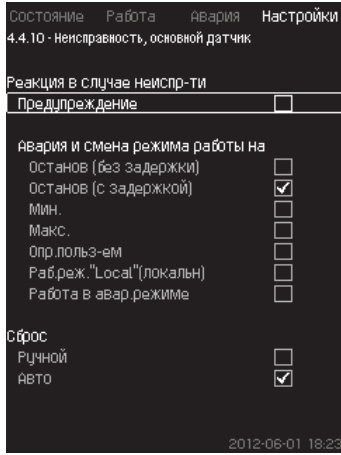 Состояние Работа Авария Настройки
4.4.10 - Неисправность, основной датчик
Реакция в случае неиспр-ти
Предупреждение
Авария и смена режима работы на
Останов (без задержки)
Останов (с задержкой)
Мин.
Макс.
Опр.польз-ем
Раб.реж."Local"(локальн)
Работа в авар.режиме
Сброс
Ручной
Авто
2012-06-01 18:23